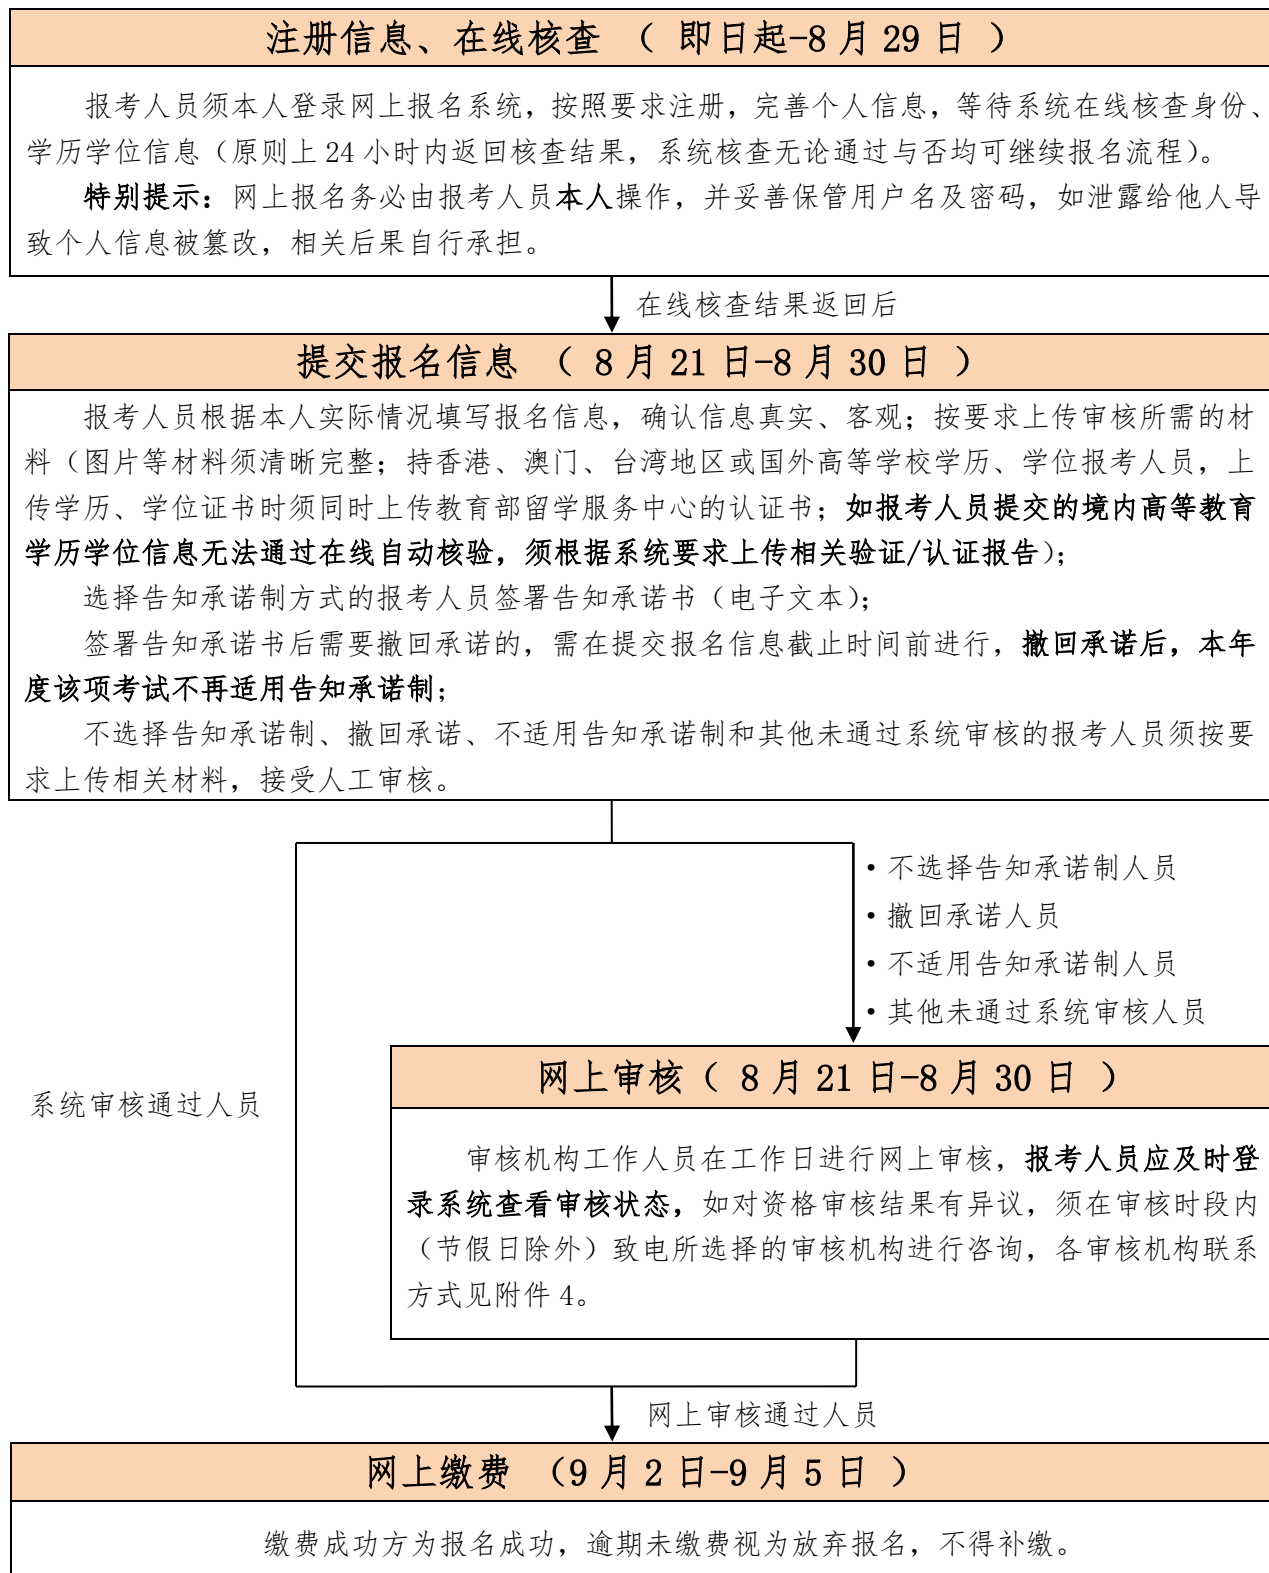 注册信息、在线核查 （ 即日起-8 月 29 日 ）
报考人员须本人登录网上报名系统，按照要求注册，完善个人信息，等待系统在线核查身份、
学历学位信息（原则上 24 小时内返回核查结果，系统核查无论通过与否均可继续报名流程）。
特别提示：网上报名务必由报考人员本人操作，并妥善保管用户名及密码，如泄露给他人导
致个人信息被篡改，相关后果自行承担。
在线核查结果返回后
提交报名信息 （ 8 月 21 日-8 月 30 日 ）
报考人员根据本人实际情况填写报名信息，确认信息真实、客观；按要求上传审核所需的材
料（图片等材料须清晰完整；持香港、澳门、台湾地区或国外高等学校学历、学位报考人员，上
传学历、学位证书时须同时上传教育部留学服务中心的认证书；如报考人员提交的境内高等教育
学历学位信息无法通过在线自动核验，须根据系统要求上传相关验证/认证报告）；
选择告知承诺制方式的报考人员签署告知承诺书（电子文本）；
签署告知承诺书后需要撤回承诺的，需在提交报名信息截止时间前进行，撤回承诺后，本年
度该项考试不再适用告知承诺制；
不选择告知承诺制、撤回承诺、不适用告知承诺制和其他未通过系统审核的报考人员须按要
求上传相关材料，接受人工审核。
·不选择告知承诺制人员
·撤回承诺人员
·不适用告知承诺制人员
·其他未通过系统审核人员
系统审核通过人员
网上审核（ 8 月 21 日-8 月 30 日 ）
审核机构工作人员在工作日进行网上审核，报考人员应及时登
录系统查看审核状态，如对资格审核结果有异议，须在审核时段内
（节假日除外）致电所选择的审核机构进行咨询，各审核机构联系
方式见附件 4。
网上审核通过人员
网上缴费 （9 月 2 日-9 月 5 日 ）
缴费成功方为报名成功，逾期未缴费视为放弃报名，不得补缴。